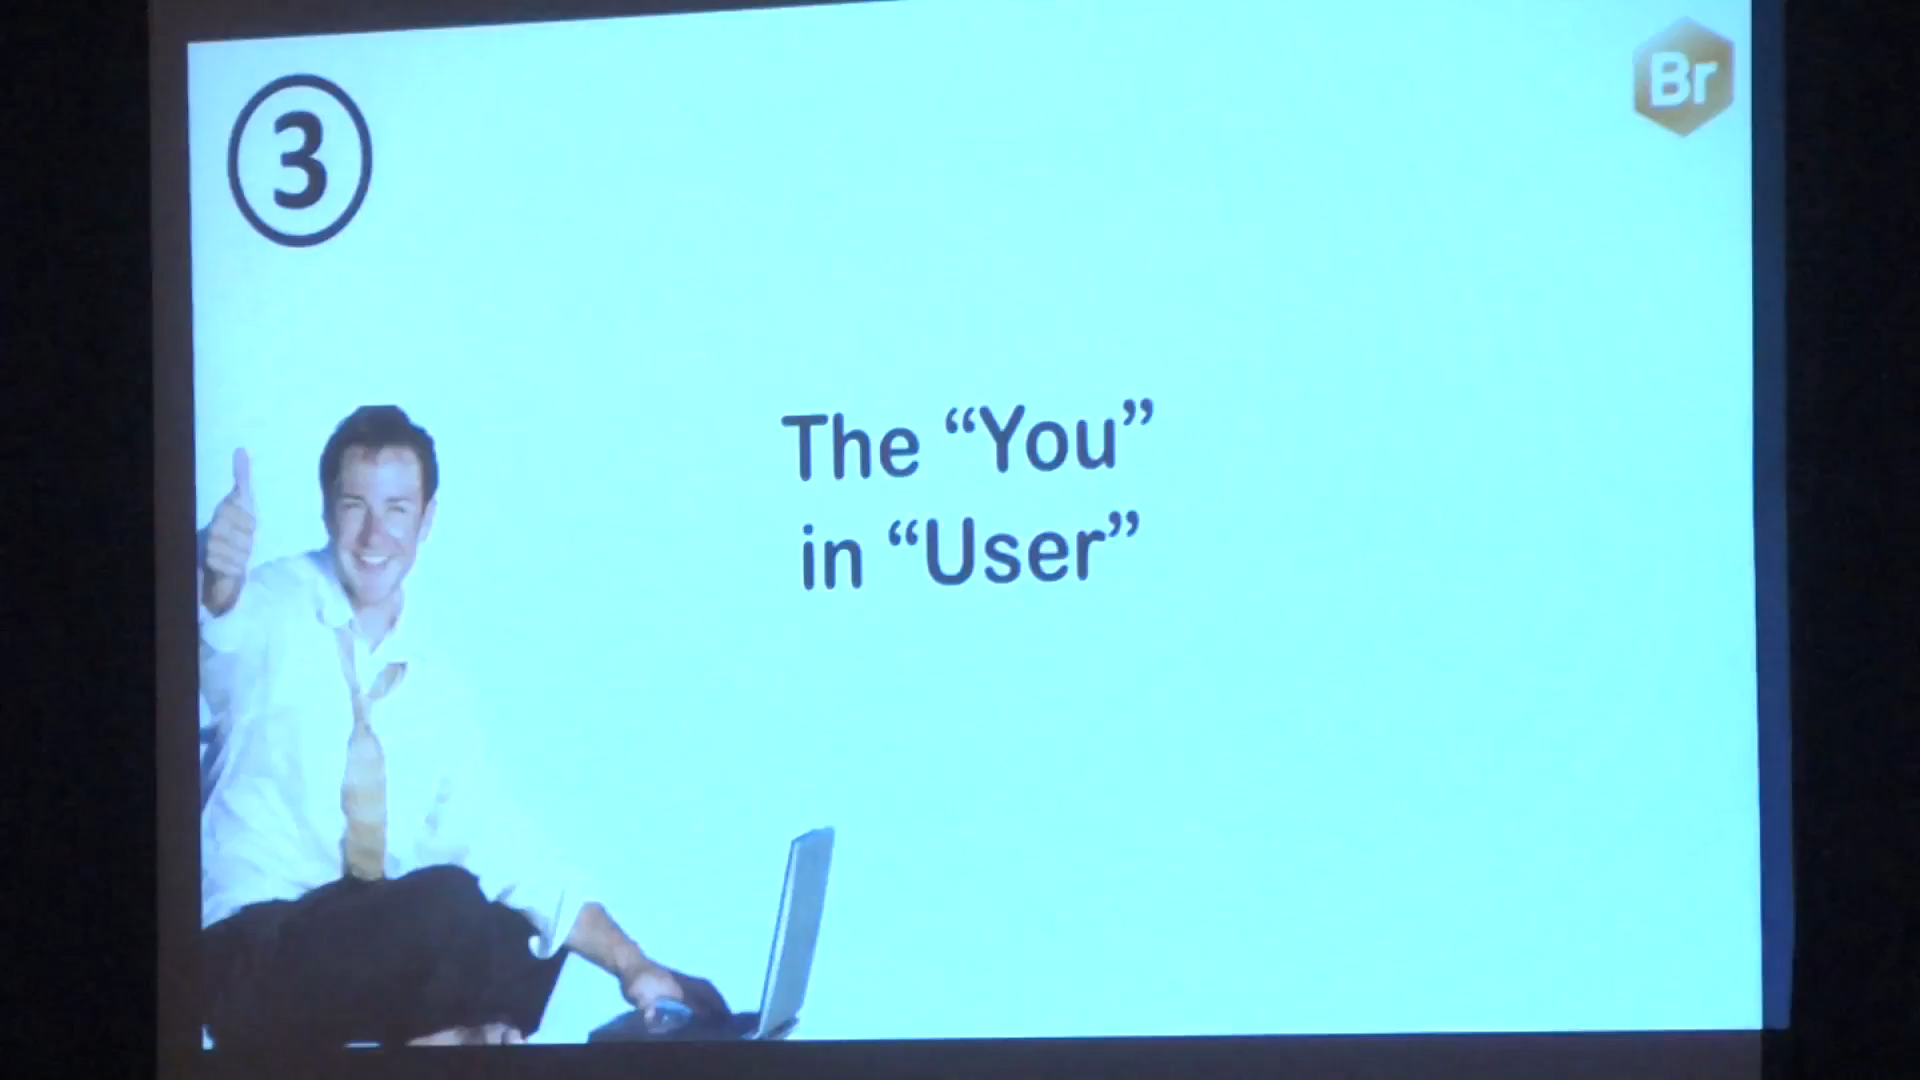 3
Br
The “You”
in “User”